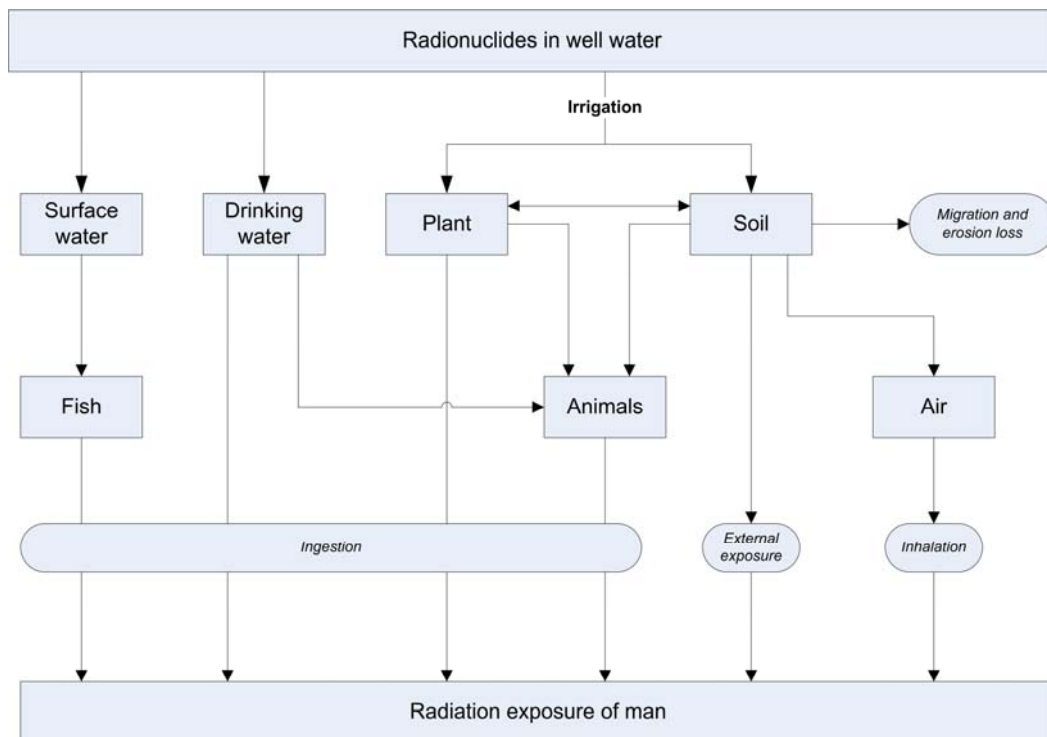 Radionuclides in well water
Irrigation
Surface
water
Drinking
water
Plant
Soil
Migration and
erosion loss
Fish
Animals
Air
Ingestion
External
exposure
Inhalation
Radiation exposure of man